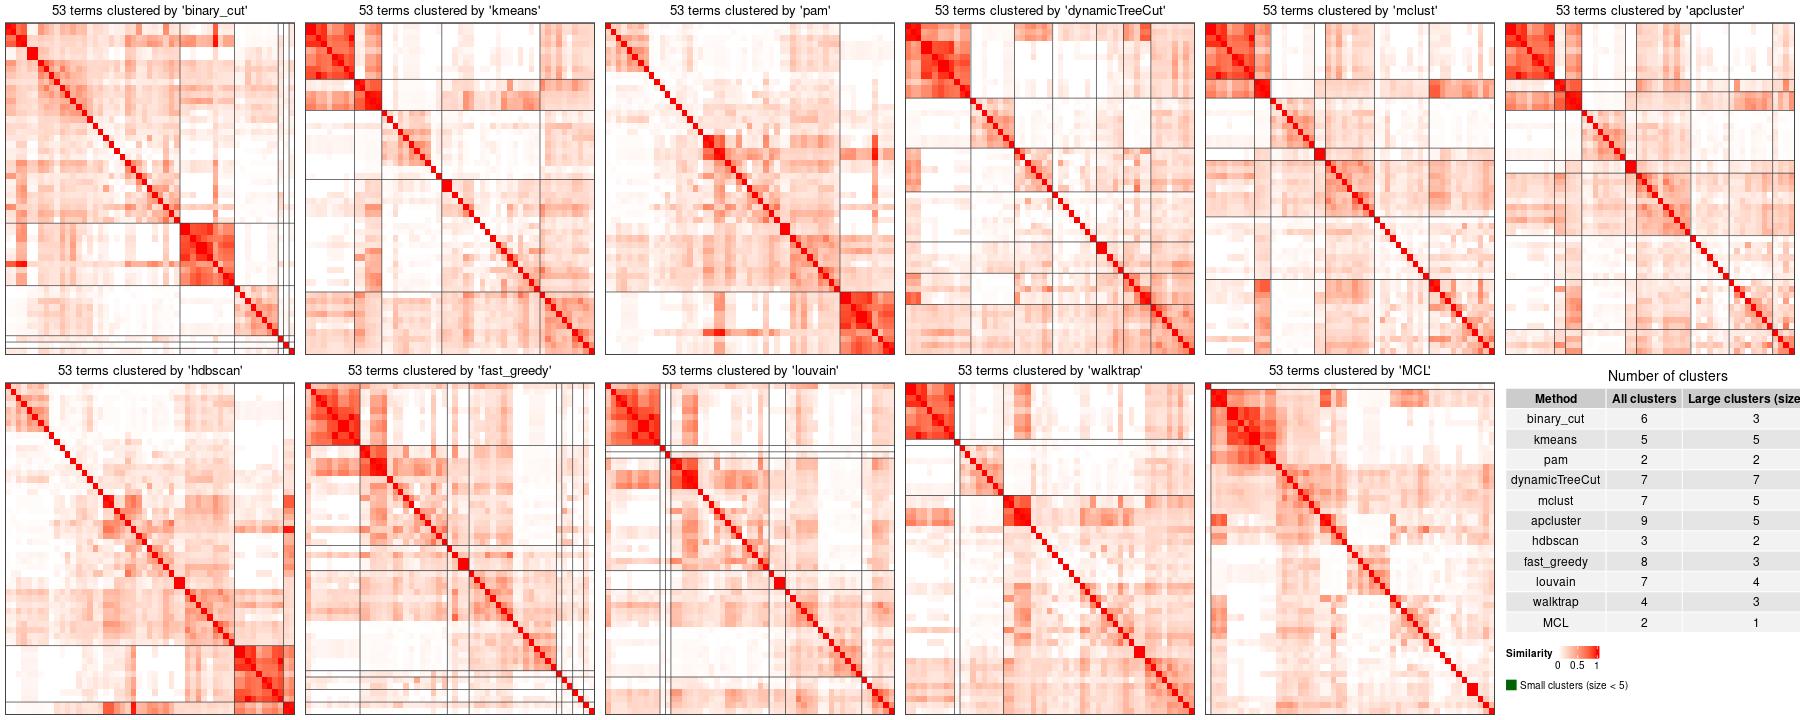 53 terms clustered by 'binary_cut'
53 terms clustered by 'kmeans'
53 terms clustered by 'pam'
53 terms clustered by 'dynamicTreeCut'
53 terms clustered by 'mclust'
53 terms clustered by 'apcluster'
53 terms clustered by 'hdbscan'
53 terms clustered by 'fast_greedy'
53 terms clustered by 'louvain'
53 terms clustered by 'walktrap'
53 terms clustered by 'MCL'
Number of clusters
Method All clusters Large clusters (size
binary_cut 6 3
kmeans 5 5
pam 2 2
dynamicTreeCut 7 7
mclust 7 5
apcluster 9 5
hdbscan 3 2
fast_greedy 8 3
louvain 7 4
walktrap 4 3
MCL 2 1
Similarity
0 0.5 1
Small clusters (size < 5)